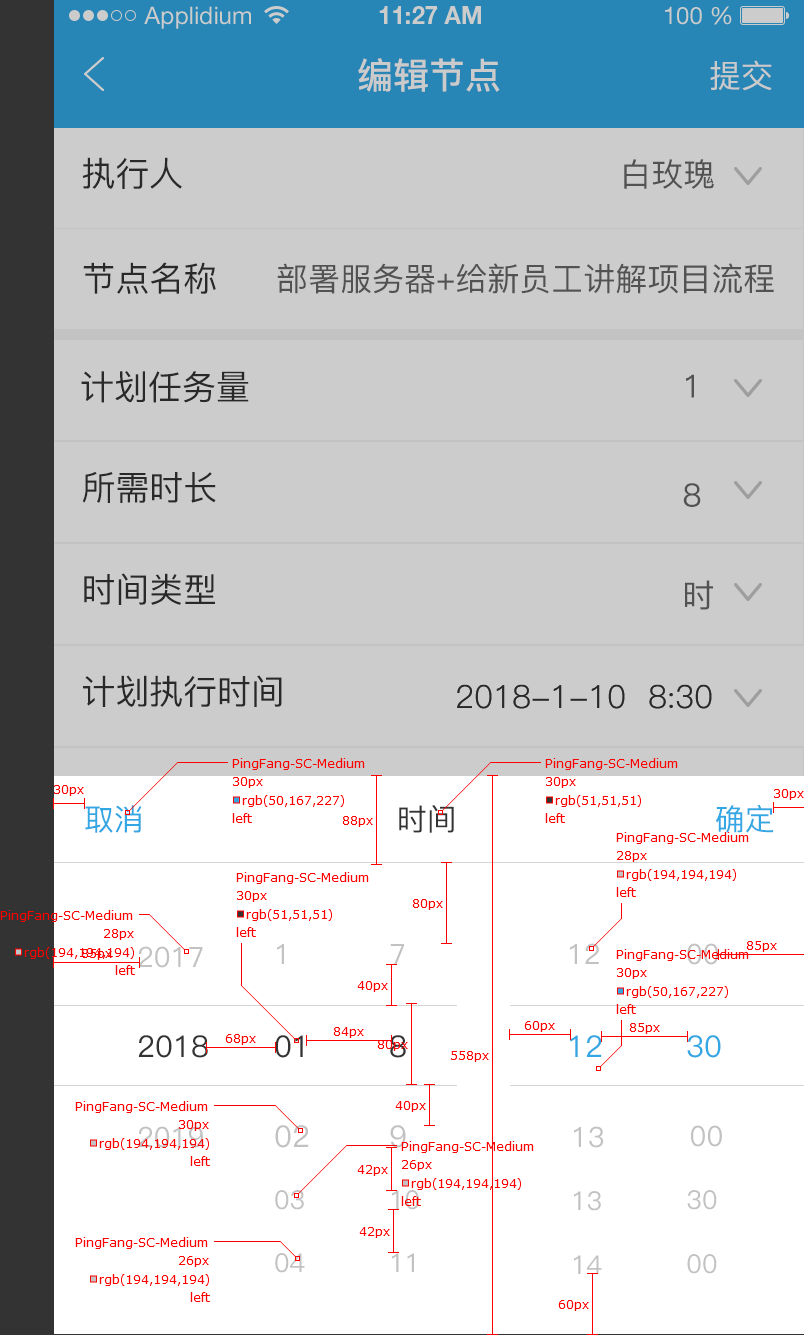 Applidium 11:27 AM 100 %
编辑节点 提交
执行人 白玫瑰
节点名称 部署服务器+给新员工讲解项目流程
计划任务量 1
所需时长 8
时间类型 时
计划执行时间 2018-1-10 8:30
PingFang-SC-Medium
30px
rgb(50,167,227)
left
PingFang-SC-Medium
30px
rgb(51,51,51)
left
30px
30px
88px
取消 时间 确定
PingFang-SC-Medium
28px
rgb(194,194,194)
left
PingFang-SC-Medium
30px
rgb(51,51,51)
left
80px
PingFang-SC-Medium
28px
rgb(194,194,194)
left
85px
85px
2017 1 7 12 00
PingFang-SC-Medium
30px
rgb(50,167,227)
left
40px
60px
85px
68px
84px
80px
558px
2018 01 8 12 30
40px
PingFang-SC-Medium
30px
rgb(194,194,194)
left
2019 02 9 13 00
PingFang-SC-Medium
26px
rgb(194,194,194)
left
42px
03 10 13 30
42px
PingFang-SC-Medium
26px
rgb(194,194,194)
left
04 11 14 00
60px